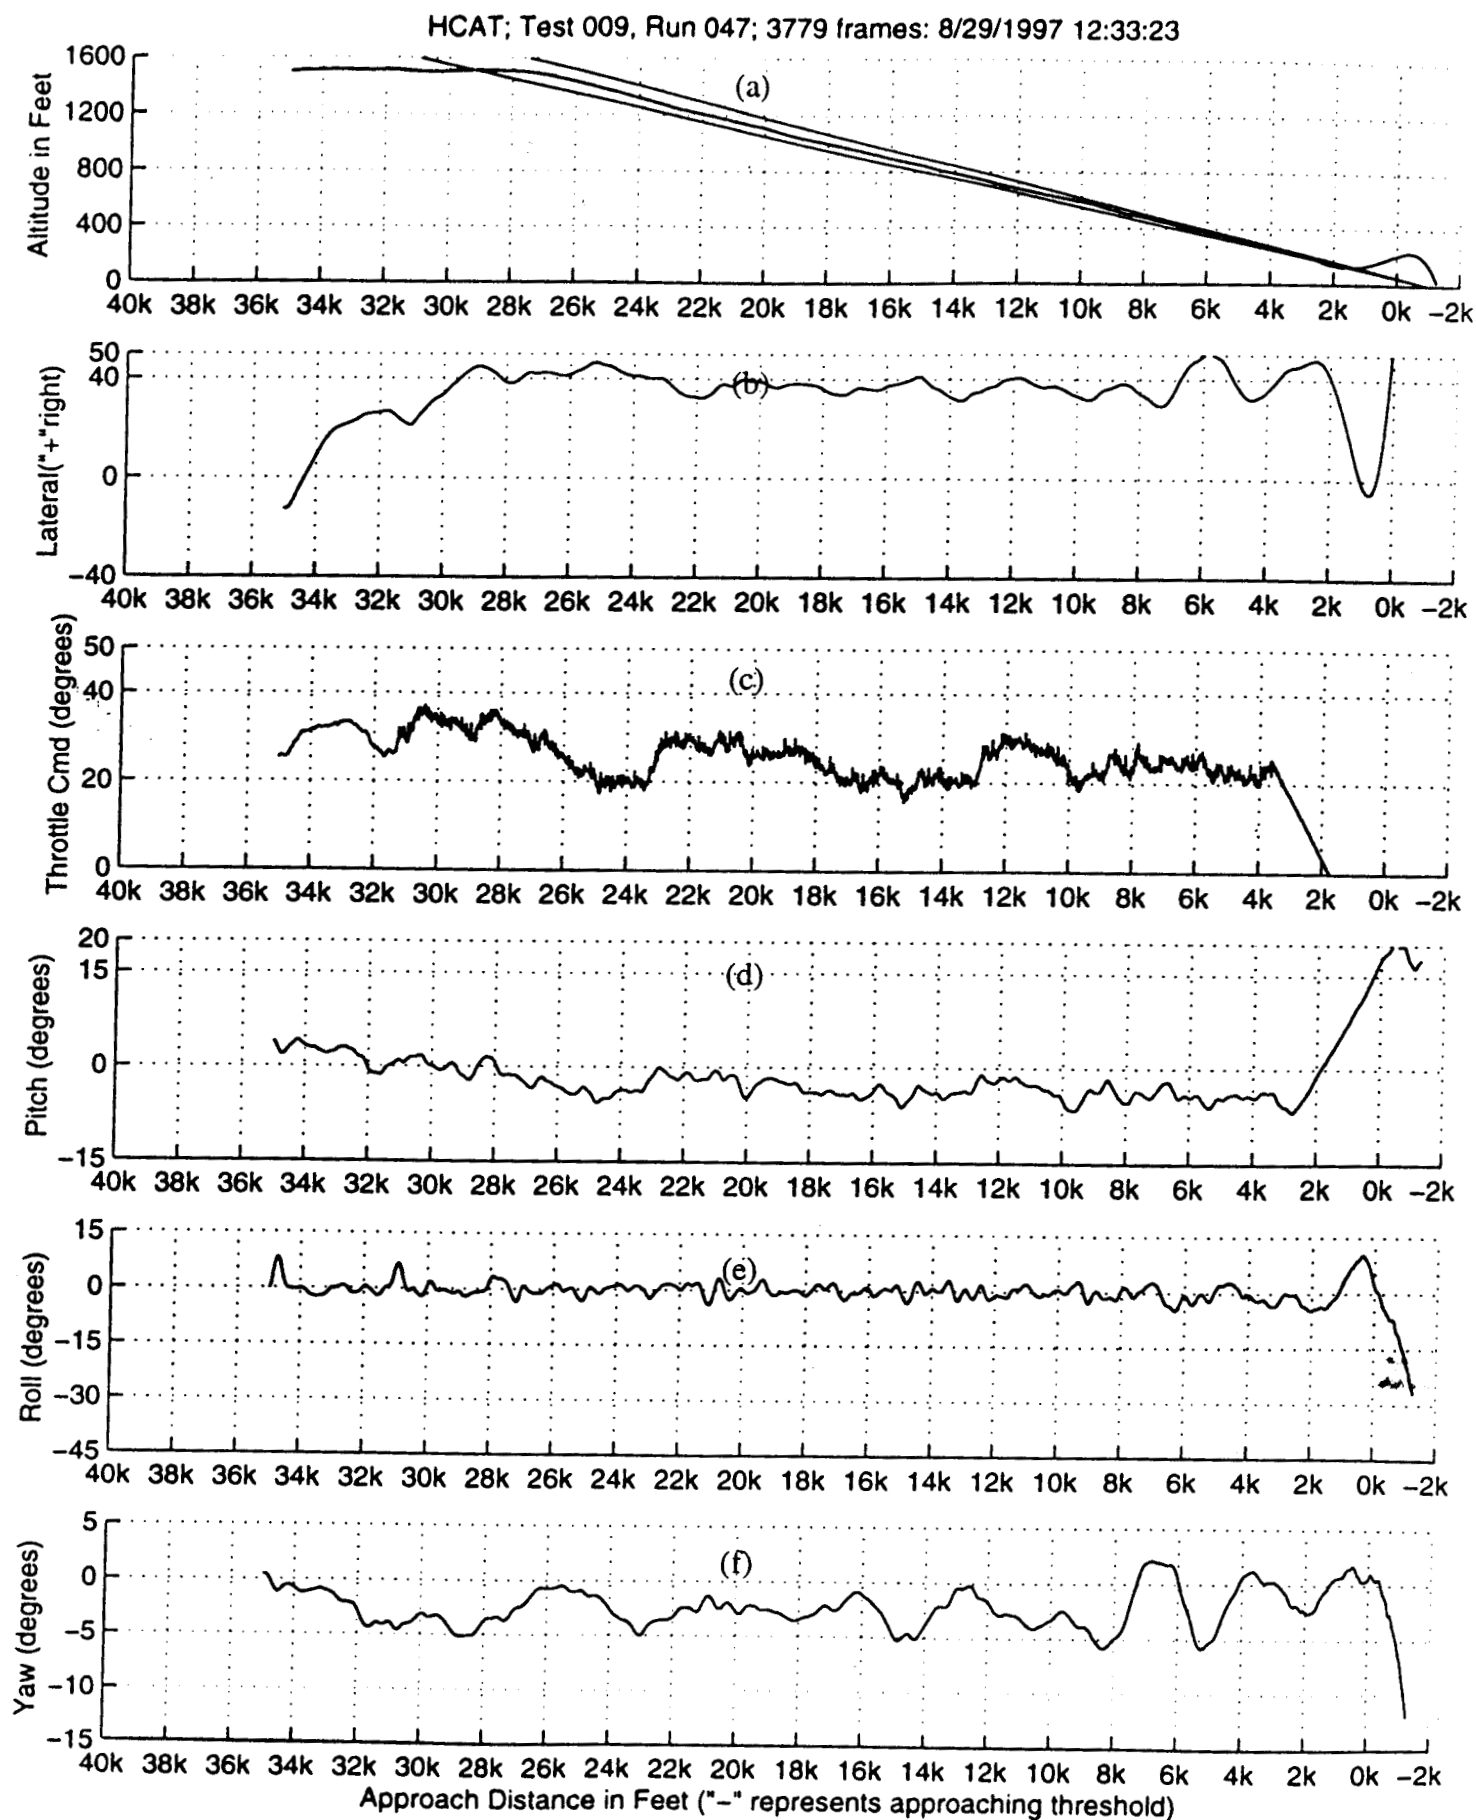 HCAT; Test 009, Run 047; 3779 frames: 8/29/1997 12:33:23
Altitude in Feet
1600
1200
800
400
0
(a)
40k 38k 36k 34k 32k 30k 28k 26k 24k 22k 20k 18k 16k 14k 12k 10k 8k 6k 4k 2k 0k −2k
Lateral("+"right)
50
40
0
−40
(b)
40k 38k 36k 34k 32k 30k 28k 26k 24k 22k 20k 18k 16k 14k 12k 10k 8k 6k 4k 2k 0k −2k
Throttle Cmd (degrees)
50
40
20
0
(c)
40k 38k 36k 34k 32k 30k 28k 26k 24k 22k 20k 18k 16k 14k 12k 10k 8k 6k 4k 2k 0k −2k
Pitch (degrees)
20
15
0
−15
(d)
40k 38k 36k 34k 32k 30k 28k 26k 24k 22k 20k 18k 16k 14k 12k 10k 8k 6k 4k 2k 0k −2k
Roll (degrees)
15
0
−15
−30
−45
(e)
40k 38k 36k 34k 32k 30k 28k 26k 24k 22k 20k 18k 16k 14k 12k 10k 8k 6k 4k 2k 0k −2k
Yaw (degrees)
5
0
−5
−10
−15
(f)
40k 38k 36k 34k 32k 30k 28k 26k 24k 22k 20k 18k 16k 14k 12k 10k 8k 6k 4k 2k 0k −2k
Approach Distance in Feet ("−" represents approaching threshold)